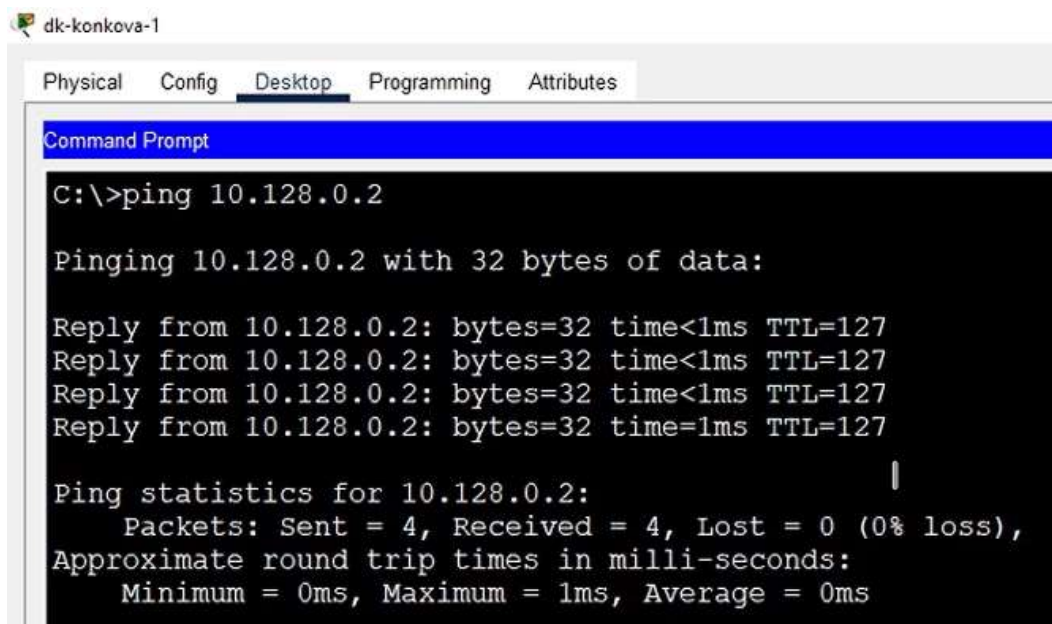 dk-konkova-1
Physical Config Desktop Programming Attributes
Command Prompt
C:\>ping 10.128.0.2
Pinging 10.128.0.2 with 32 bytes of data:
Reply from 10.128.0.2: bytes=32 time<1ms TTL=127
Reply from 10.128.0.2: bytes=32 time<1ms TTL=127
Reply from 10.128.0.2: bytes=32 time<1ms TTL=127
Reply from 10.128.0.2: bytes=32 time=1ms TTL=127
Ping statistics for 10.128.0.2:
Packets: Sent = 4, Received = 4, Lost = 0 (0% loss),
Approximate round trip times in milli-seconds:
Minimum = 0ms, Maximum = 1ms, Average = 0ms